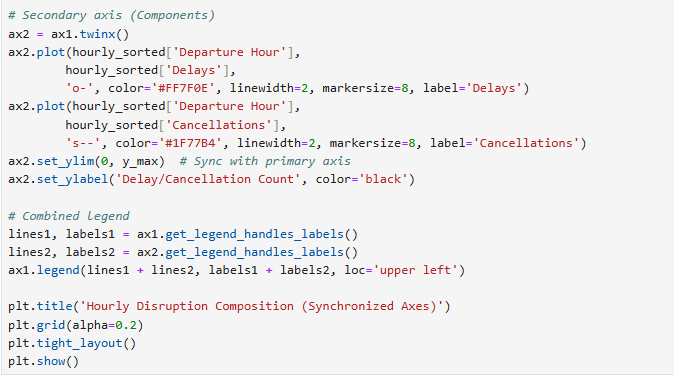 # Secondary axis (Components)
ax2 = ax1.twinx()
ax2.plot(hourly_sorted['Departure Hour'],
        hourly_sorted['Delays'],
        'o-', color='#FF7F0E', linewidth=2, markersize=8, label='Delays')
ax2.plot(hourly_sorted['Departure Hour'],
        hourly_sorted['Cancellations'],
        's--', color='#1F77B4', linewidth=2, markersize=8, label='Cancellations')
ax2.set_ylim(0, y_max)  # Sync with primary axis
ax2.set_ylabel('Delay/Cancellation Count', color='black')

# Combined legend
lines1, labels1 = ax1.get_legend_handles_labels()
lines2, labels2 = ax2.get_legend_handles_labels()
ax1.legend(lines1 + lines2, labels1 + labels2, loc='upper left')

plt.title('Hourly Disruption Composition (Synchronized Axes)')
plt.grid(alpha=0.2)
plt.tight_layout()
plt.show()